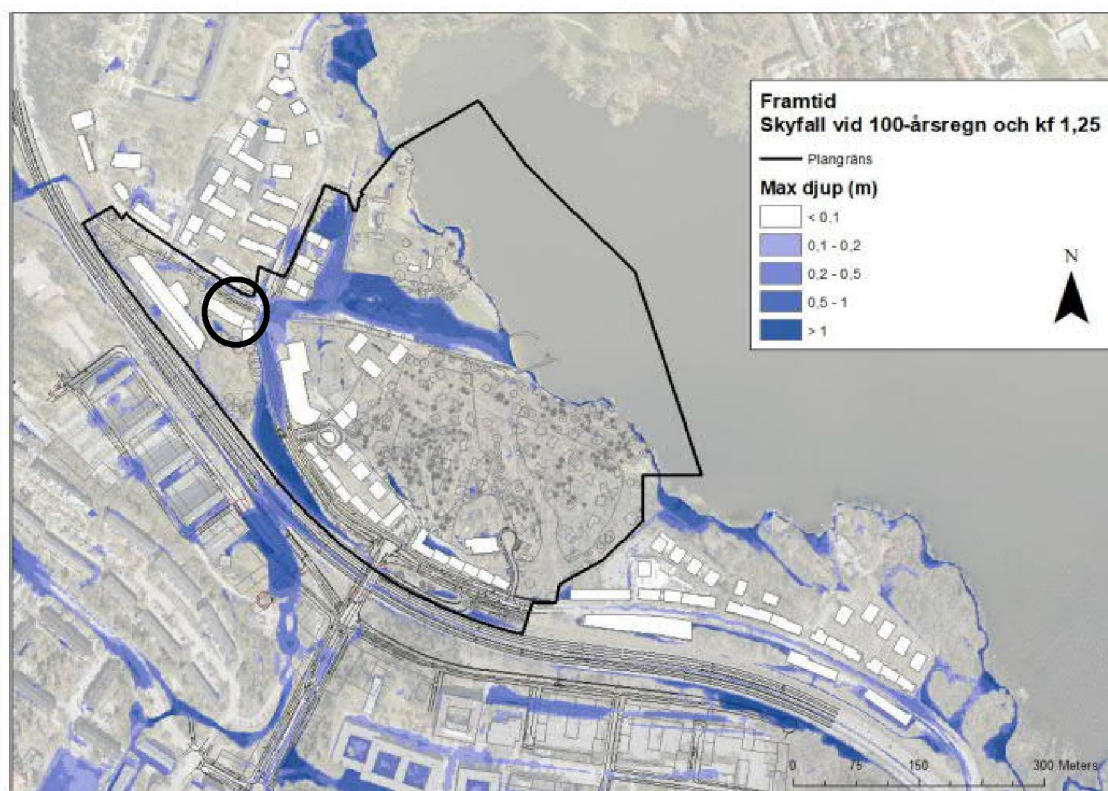 Framtid
Skyfall vid 100-årsregn och kf 1,25
Plangräns
Max djup (m)
< 0,1
0,1 - 0,2
0,2 - 0,5
0,5 - 1
> 1
N
0 75 150 300 Meters